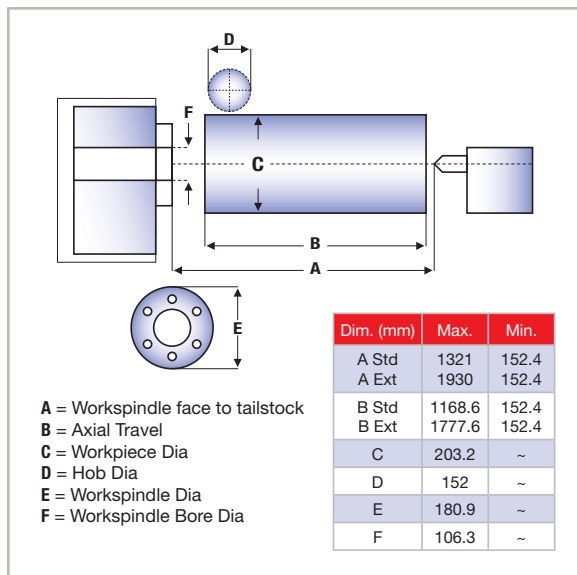 D
F
C
B
A
E
A = Workspindle face to tailstock
B = Axial Travel
C = Workpiece Dia
D = Hob Dia
E = Workspindle Dia
F = Workspindle Bore Dia
Dim. (mm) Max. Min.
A Std 1321 152.4
A Ext 1930 152.4
B Std 1168.6 152.4
B Ext 1777.6 152.4
C 203.2 ~
D 152 ~
E 180.9 ~
F 106.3 ~